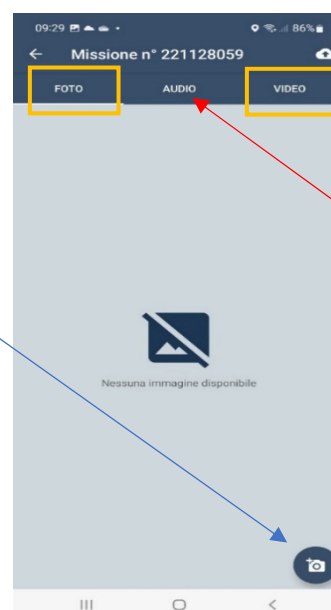 09:29 86%
Missione n° 221128059
FOTO AUDIO VIDEO
Nessuna immagine disponibile